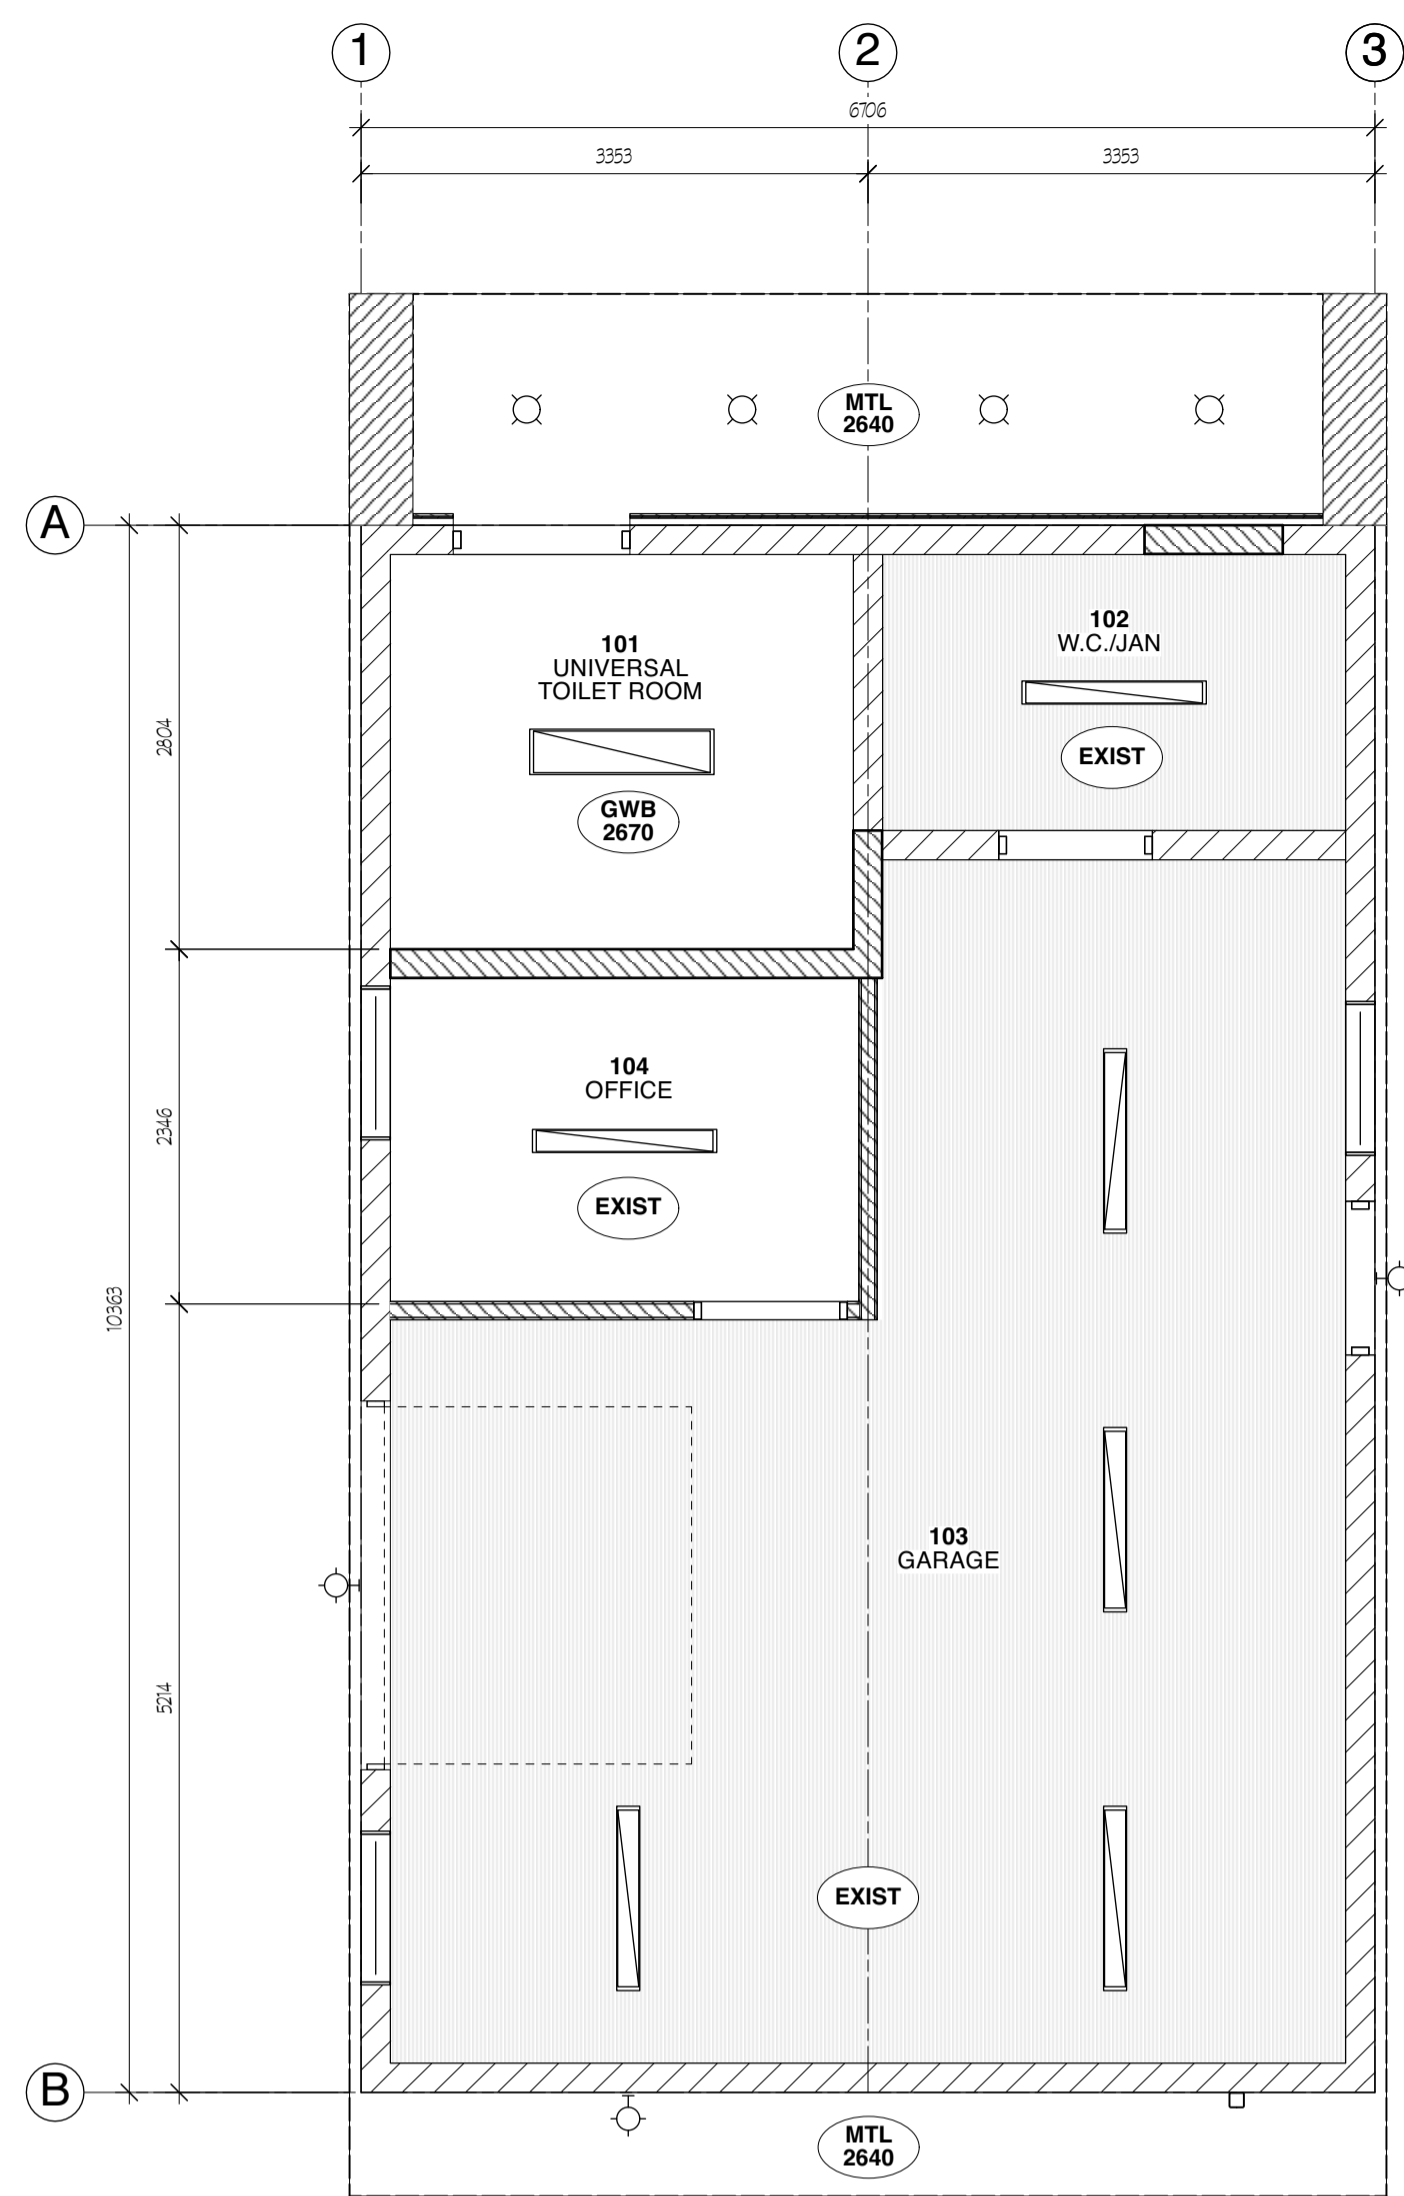 1
2
3
6706
3353
3353
MTL
2640
A
101
UNIVERSAL
TOILET ROOM
102
W.C./JAN
2804
EXIST
GWB
2670
104
OFFICE
2346
EXIST
10363
103
GARAGE
5214
EXIST
B
MTL
2640